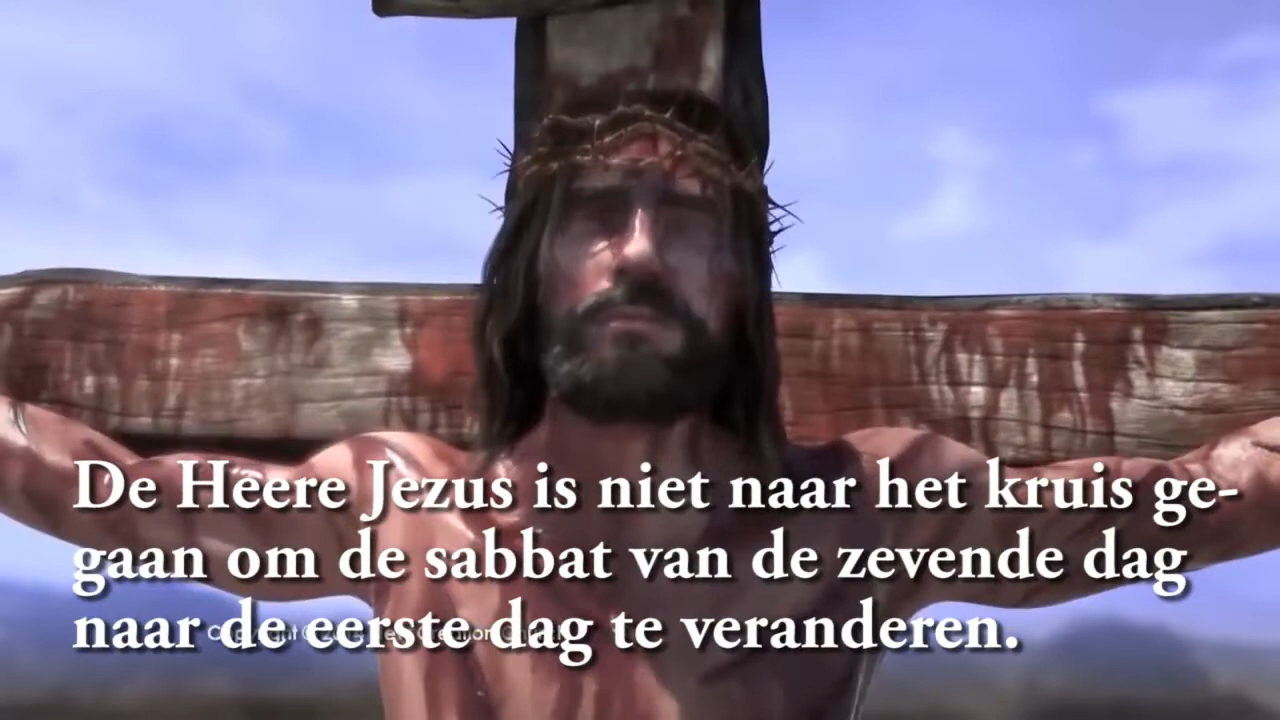 De Heere Jezus is niet naar het kruis ge-
gaan om de sabbat van de zevende dag
naar de eerste dag te veranderen.
Copyright ©